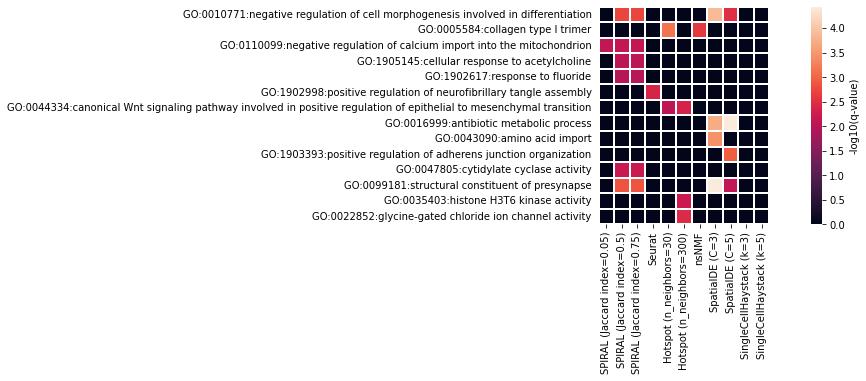 GO:0010771:negative regulation of cell morphogenesis involved in differentiation
GO:0005584:collagen type I trimer
GO:0110099:negative regulation of calcium import into the mitochondrion
GO:1905145:cellular response to acetylcholine
GO:1902617:response to fluoride
GO:1902998:positive regulation of neurofibrillary tangle assembly
GO:0044334:canonical Wnt signaling pathway involved in positive regulation of epithelial to mesenchymal transition
GO:0016999:antibiotic metabolic process
GO:0043090:amino acid import
GO:1903393:positive regulation of adherens junction organization
GO:0047805:cytidylate cyclase activity
GO:0099181:structural constituent of presynapse
GO:0035403:histone H3T6 kinase activity
GO:0022852:glycine-gated chloride ion channel activity
SPIRAL (Jaccard index=0.05)
SPIRAL (Jaccard index=0.5)
SPIRAL (Jaccard index=0.75)
Seurat
Hotspot (n_neighbors=30)
Hotspot (n_neighbors=300)
nsNMF
SpatialDE (C=3)
SpatialDE (C=5)
SingleCellHaystack (k=3)
SingleCellHaystack (k=5)
4.0
3.5
3.0
2.5
2.0
1.5
1.0
0.5
0.0
-log10(q-value)